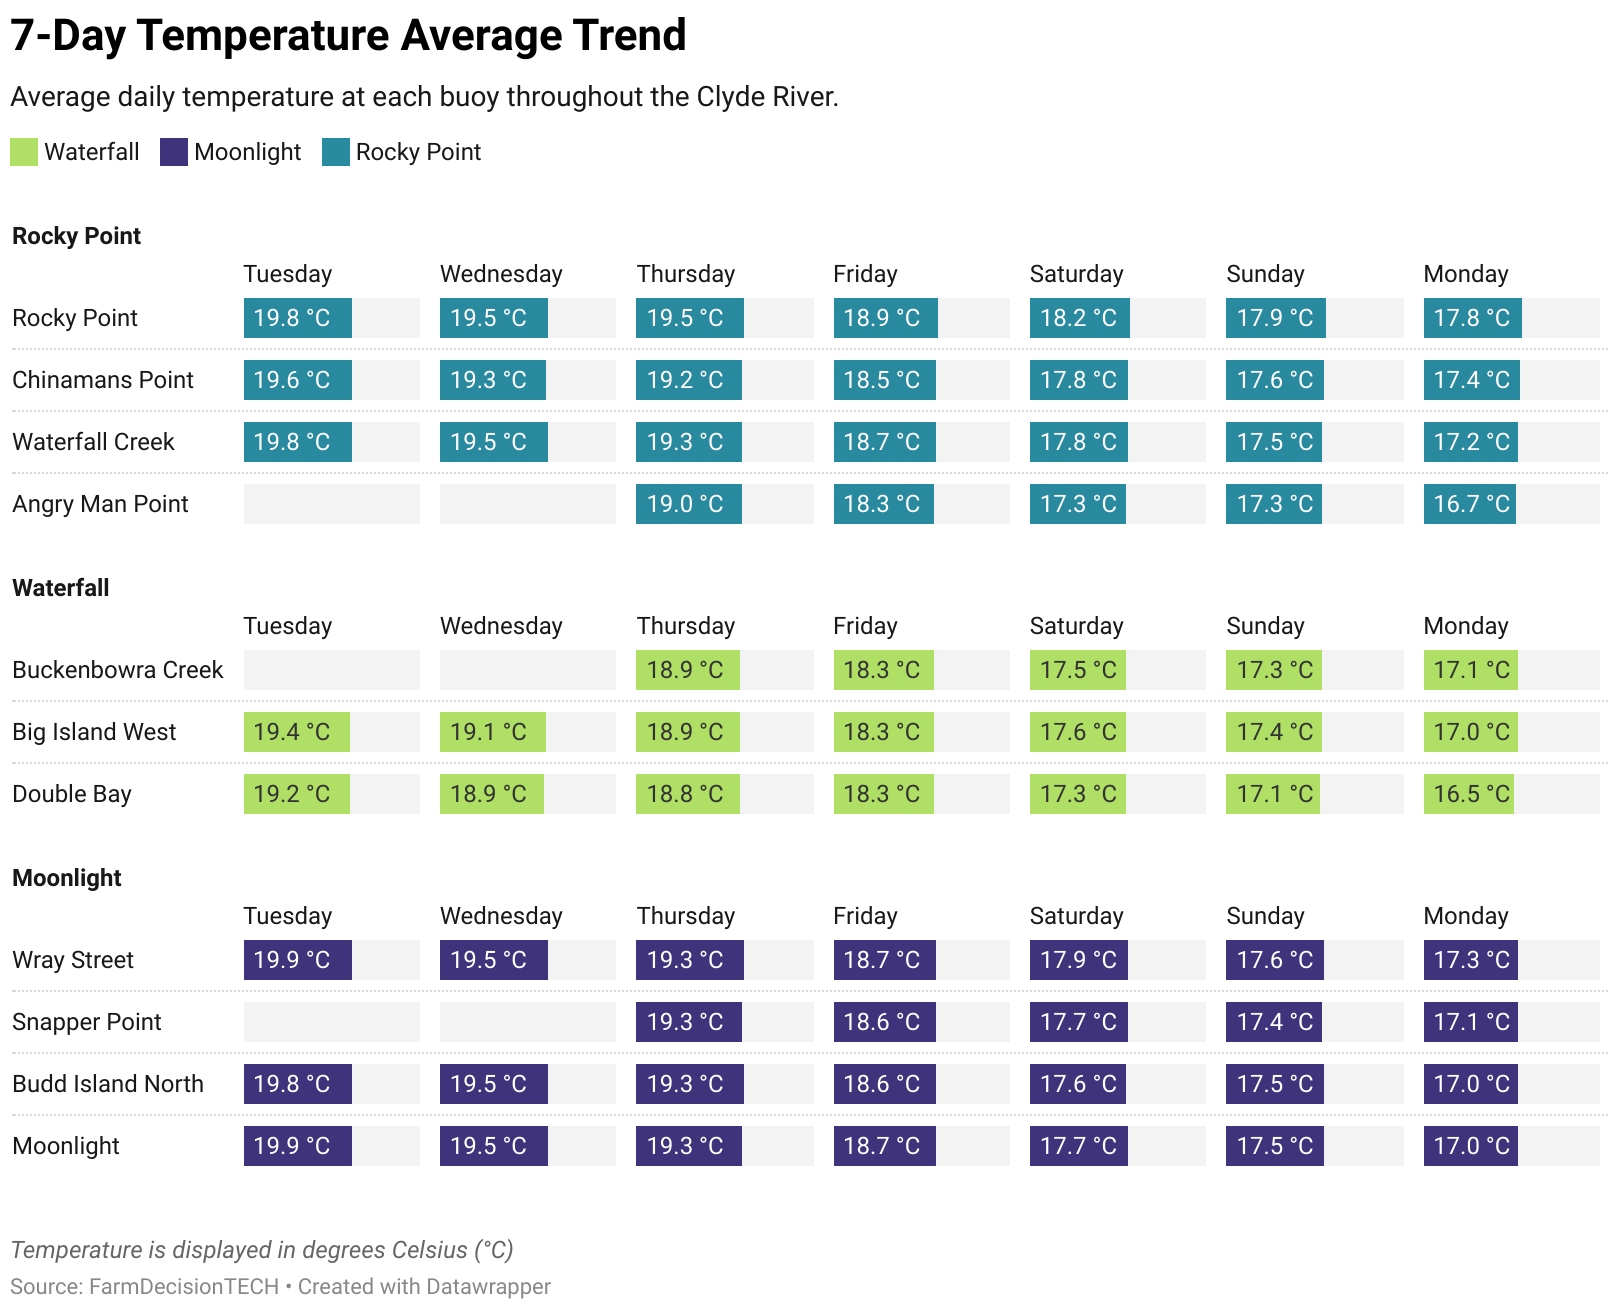 7-Day Temperature Average Trend
Average daily temperature at each buoy throughout the Clyde River.
Waterfall Moonlight Rocky Point
Rocky Point
Tuesday Wednesday Thursday Friday Saturday Sunday Monday
Rocky Point 19.8 °C 19.5 °C 19.5 °C 18.9 °C 18.2 °C 17.9 °C 17.8 °C
Chinamans Point 19.6 °C 19.3 °C 19.2 °C 18.5 °C 17.8 °C 17.6 °C 17.4 °C
Waterfall Creek 19.8 °C 19.5 °C 19.3 °C 18.7 °C 17.8 °C 17.5 °C 17.2 °C
Angry Man Point 19.0 °C 18.3 °C 17.3 °C 17.3 °C 16.7 °C
Waterfall
Tuesday Wednesday Thursday Friday Saturday Sunday Monday
Buckenbowra Creek 18.9 °C 18.3 °C 17.5 °C 17.3 °C 17.1 °C
Big Island West 19.4 °C 19.1 °C 18.9 °C 18.3 °C 17.6 °C 17.4 °C 17.0 °C
Double Bay 19.2 °C 18.9 °C 18.8 °C 18.3 °C 17.3 °C 17.1 °C 16.5 °C
Moonlight
Tuesday Wednesday Thursday Friday Saturday Sunday Monday
Wray Street 19.9 °C 19.5 °C 19.3 °C 18.7 °C 17.9 °C 17.6 °C 17.3 °C
Snapper Point 19.3 °C 18.6 °C 17.7 °C 17.4 °C 17.1 °C
Budd Island North 19.8 °C 19.5 °C 19.3 °C 18.6 °C 17.6 °C 17.5 °C 17.0 °C
Moonlight 19.9 °C 19.5 °C 19.3 °C 18.7 °C 17.7 °C 17.5 °C 17.0 °C
Temperature is displayed in degrees Celsius (°C)
Source: FarmDecisionTECH • Created with Datawrapper